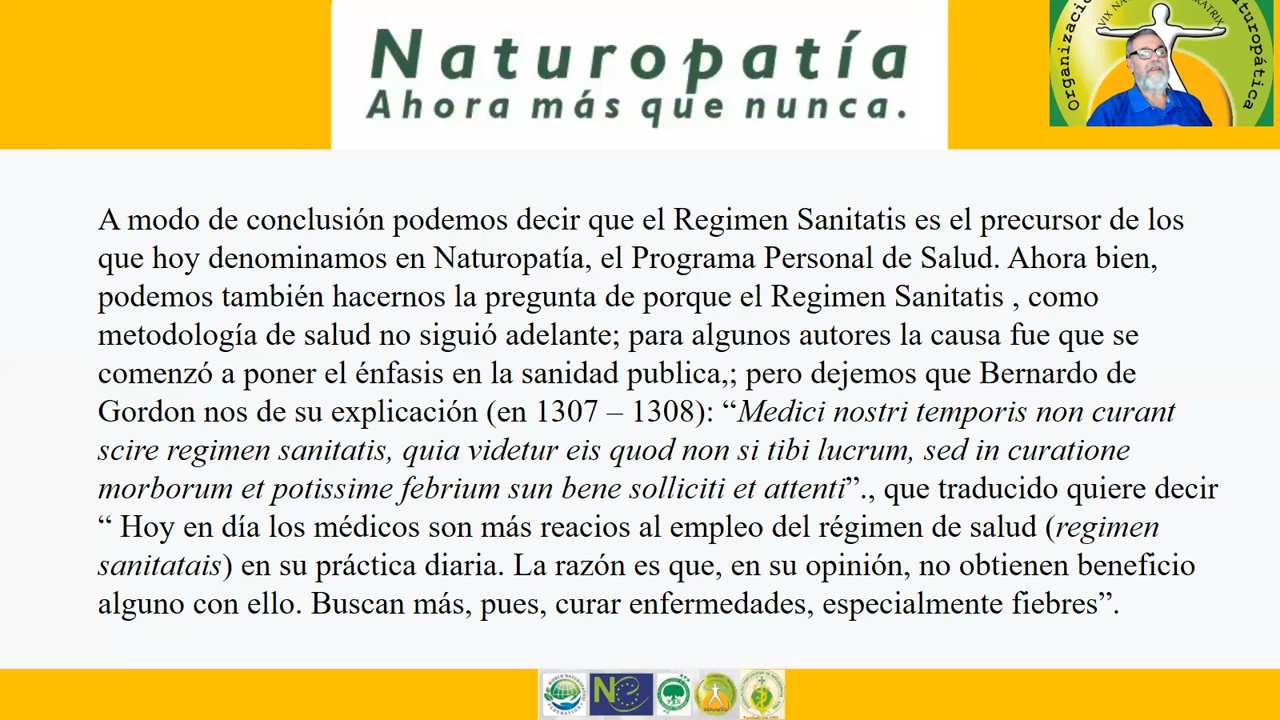 Naturopatía
Ahora más que nunca.
VIX NA
RATRIX
Organizació
turopática
A modo de conclusión podemos decir que el Regimen Sanitatis es el precursor de los
que hoy denominamos en Naturopatía, el Programa Personal de Salud. Ahora bien,
podemos también hacernos la pregunta de porque el Regimen Sanitatis , como
metodología de salud no siguió adelante; para algunos autores la causa fue que se
comenzó a poner el énfasis en la sanidad publica,; pero dejemos que Bernardo de
Gordon nos de su explicación (en 1307 – 1308): “Medici nostri temporis non curant
scire regimen sanitatis, quia videtur eis quod non si tibi lucrum, sed in curatione
morborum et potissime febrium sun bene solliciti et attenti”., que traducido quiere decir
“ Hoy en día los médicos son más reacios al empleo del régimen de salud (regimen
sanitatais) en su práctica diaria. La razón es que, en su opinión, no obtienen beneficio
alguno con ello. Buscan más, pues, curar enfermedades, especialmente fiebres”.